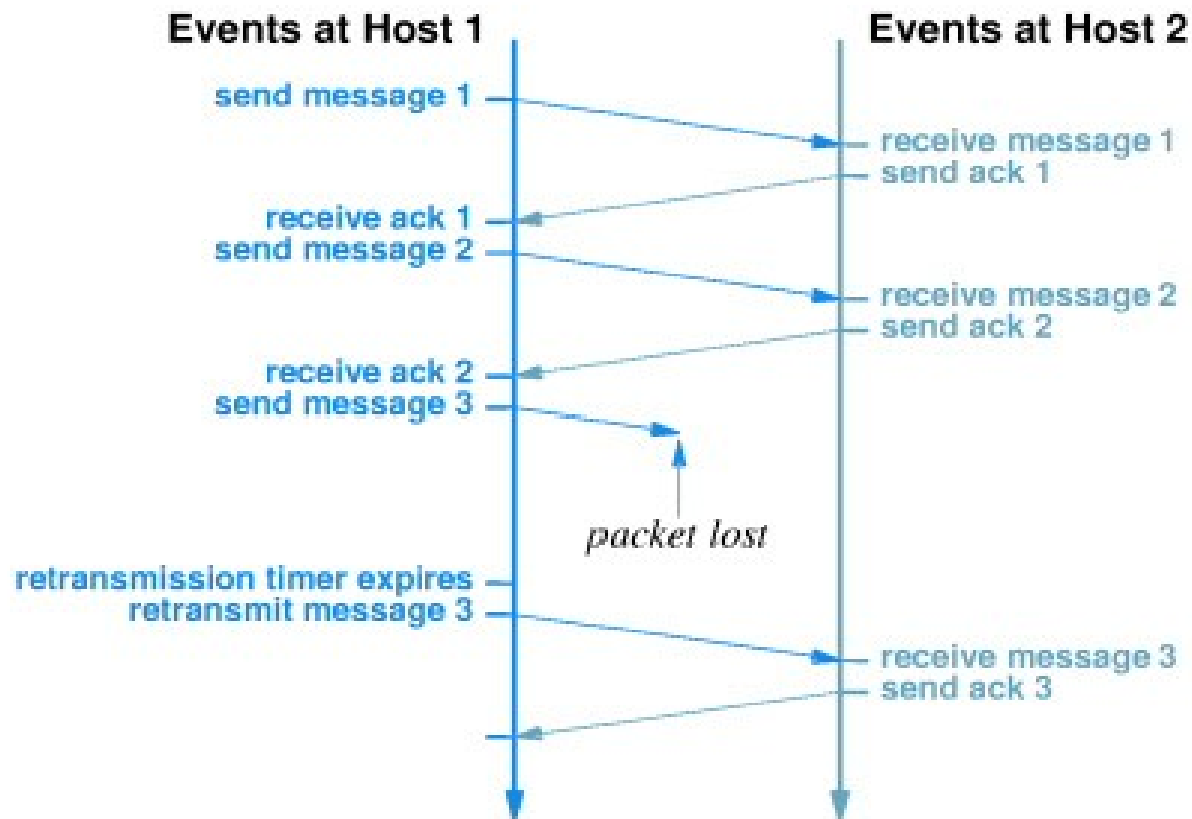 Events at Host 1
Events at Host 2
send message 1
receive message 1
send ack 1
receive ack 1
send message 2
receive message 2
send ack 2
receive ack 2
send message 3
packet lost
retransmission timer expires
retransmit message 3
receive message 3
send ack 3